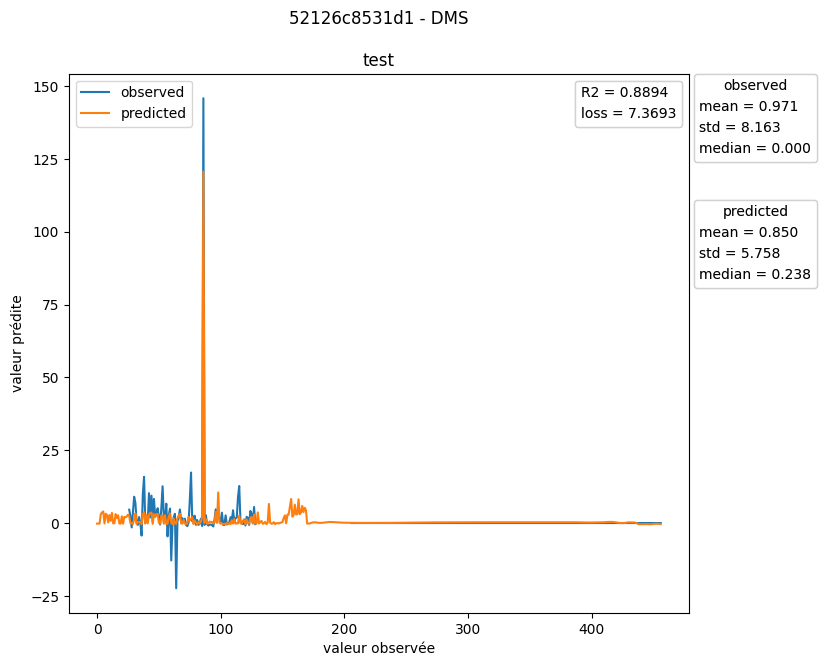 52126c8531d1 - DMS
test
observed
predicted
R2 = 0.8894
loss = 7.3693
observed
mean = 0.971
std = 8.163
median = 0.000
predicted
mean = 0.850
std = 5.758
median = 0.238
150
125
100
75
50
25
0
−25
valeur prédite
0
100
200
300
400
valeur observée